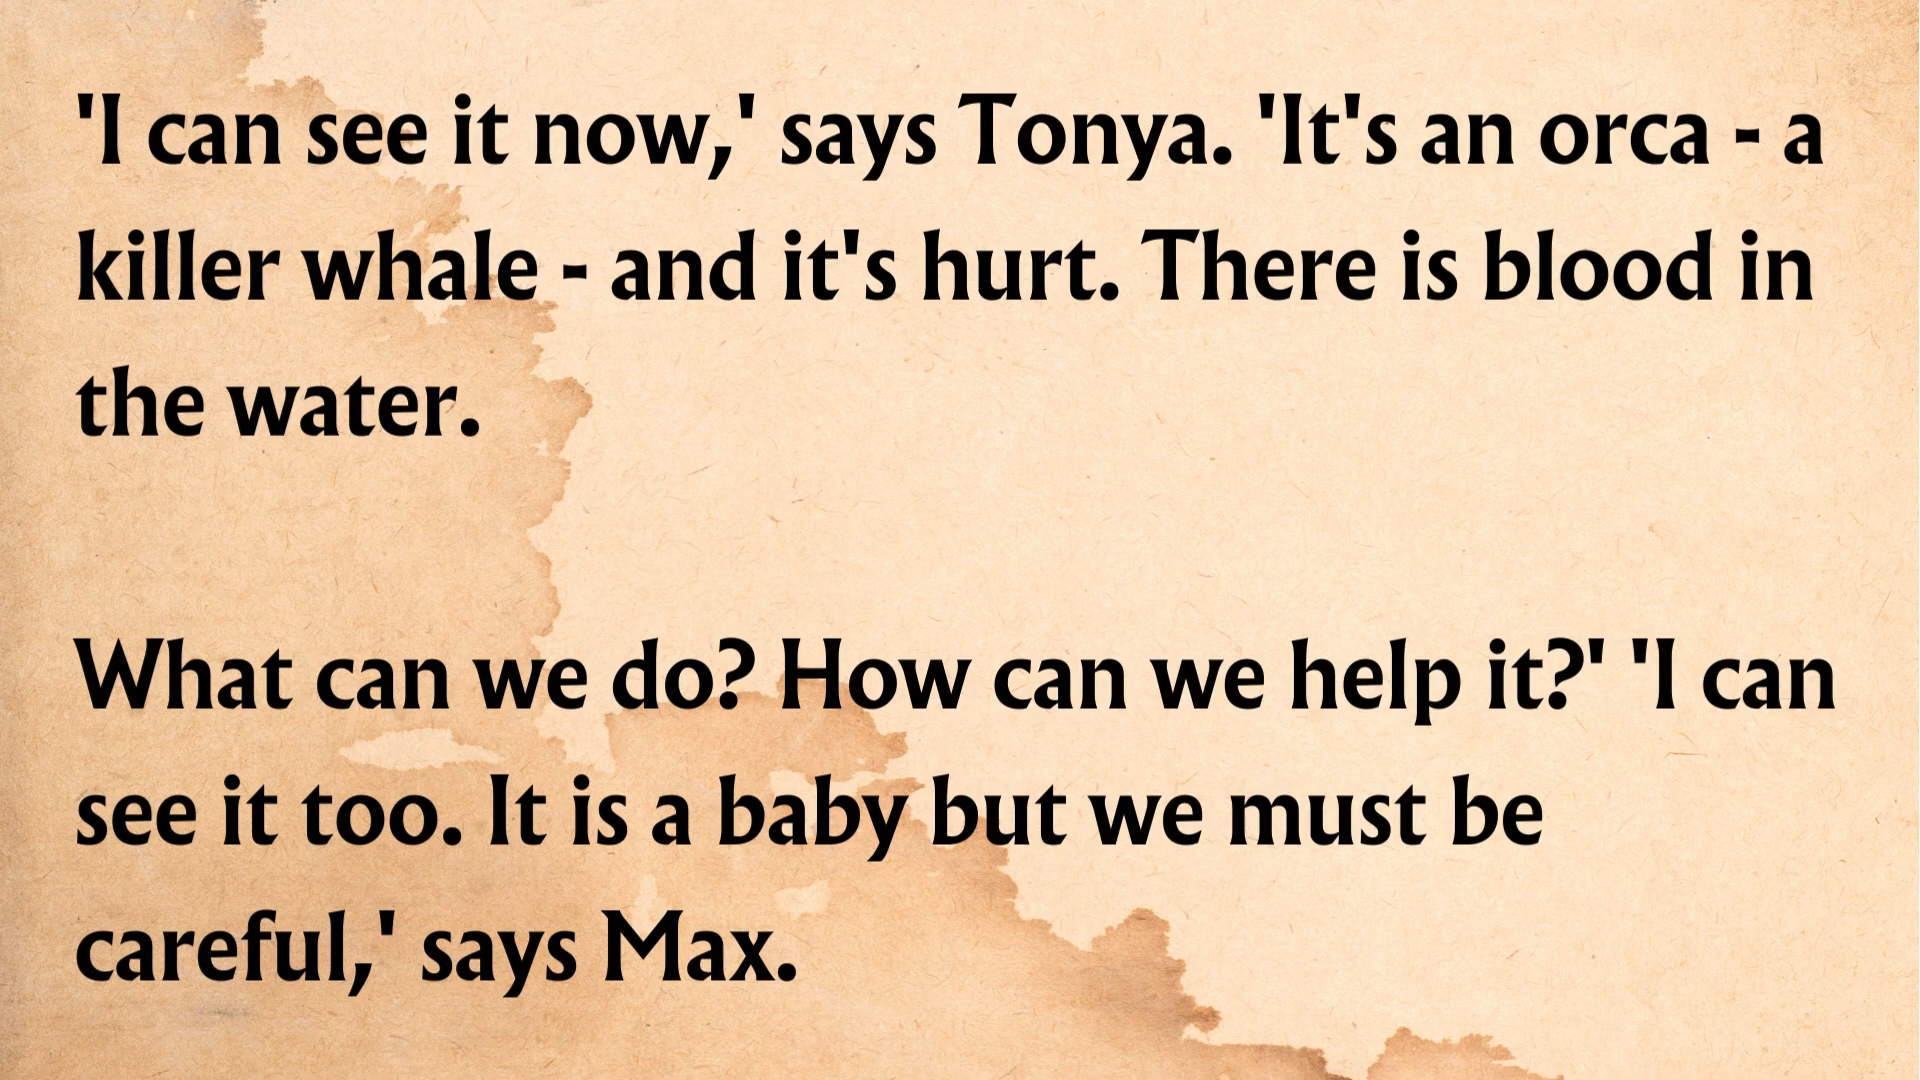 'I can see it now,' says Tonya. 'It's an orca - a
killer whale - and it's hurt. There is blood in
the water.
What can we do? How can we help it?' 'I can
see it too. It is a baby but we must be
careful,' says Max.